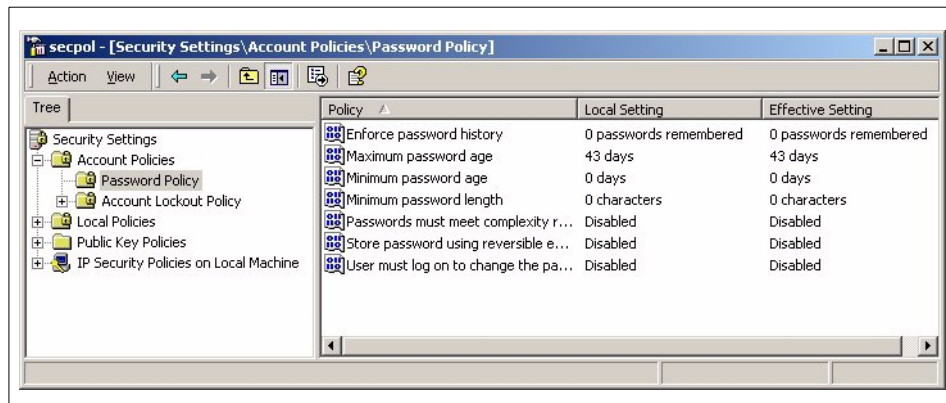 secpol - [Security Settings\Account Policies\Password Policy]
Action View
Tree
Security Settings
Account Policies
Password Policy
Account Lockout Policy
Local Policies
Public Key Policies
IP Security Policies on Local Machine
Policy Local Setting Effective Setting
Enforce password history 0 passwords remembered 0 passwords remembered
Maximum password age 43 days 43 days
Minimum password age 0 days 0 days
Minimum password length 0 characters 0 characters
Passwords must meet complexity r... Disabled Disabled
Store password using reversible e... Disabled Disabled
User must log on to change the pa... Disabled Disabled